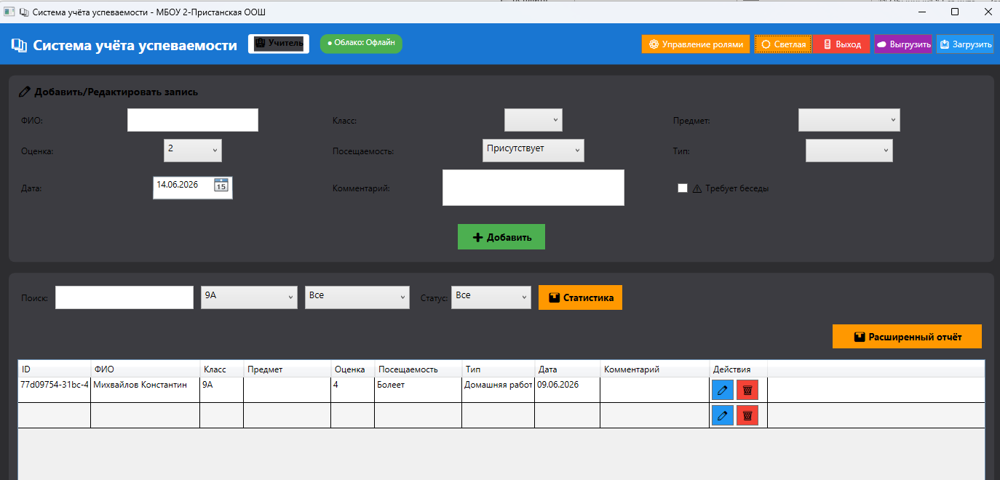 Система учёта успеваемости - МБОУ 2-Пристанская ООШ
Система учёта успеваемости
Учитель
● Облако: Офлайн
Управление ролями
Светлая
Выход
Выгрузить
Загрузить
Добавить/Редактировать запись
ФИО:
Класс:
Предмет:
Оценка:
2
Посещаемость:
Присутствует
Тип:
Дата:
14.06.2026
15
Комментарий:
Требует беседы
Добавить
Поиск:
9А
Все
Статус:
Все
Статистика
Расширенный отчёт
ID ФИО Класс Предмет Оценка Посещаемость Тип Дата Комментарий Действия
77d09754-31bc-4 Михвайлов Константин 9А 4 Болеет Домашняя работ 09.06.2026